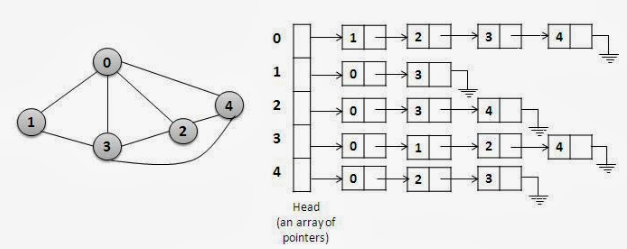 0
1
2
3
4
0 1 2 3 4
1 0 3
2 0 3 4
3 0 1 2 4
4 0 2 3
Head
(an array of
pointers)